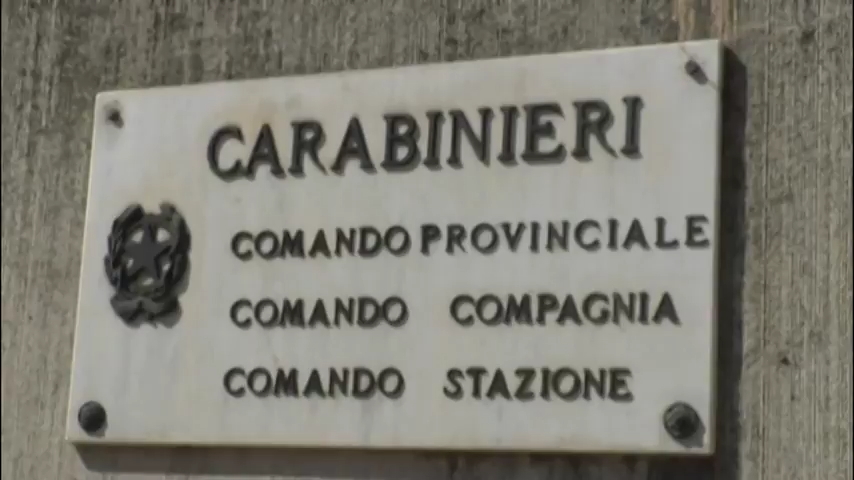 CARABINIERI
COMANDO PROVINCIALE
COMANDO COMPAGNIA
COMANDO STAZIONE